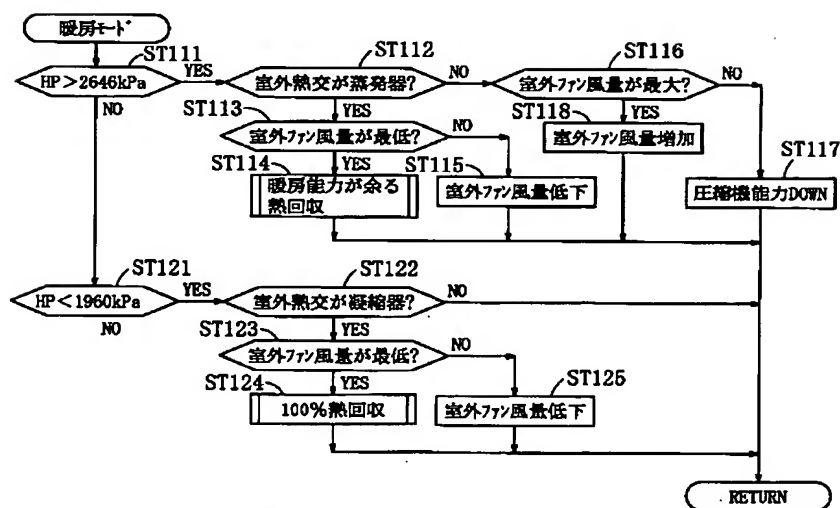 暖房モード
ST111
HP＞2646kPa
YES
NO
ST112
室外熱交が蒸発器?
NO
YES
ST116
室外ファン風量が最大?
NO
YES
ST113
室外ファン風量が最低?
NO
YES
ST118
室外ファン風量増加
ST114
暖房能力が余る
熱回収
ST115
室外ファン風量低下
ST117
圧縮機能力DOWN
ST121
HP＜1960kPa
YES
NO
ST122
室外熱交が凝縮器?
NO
YES
ST123
室外ファン風量が最低?
NO
YES
ST124
100%熱回収
ST125
室外ファン風量低下
RETURN